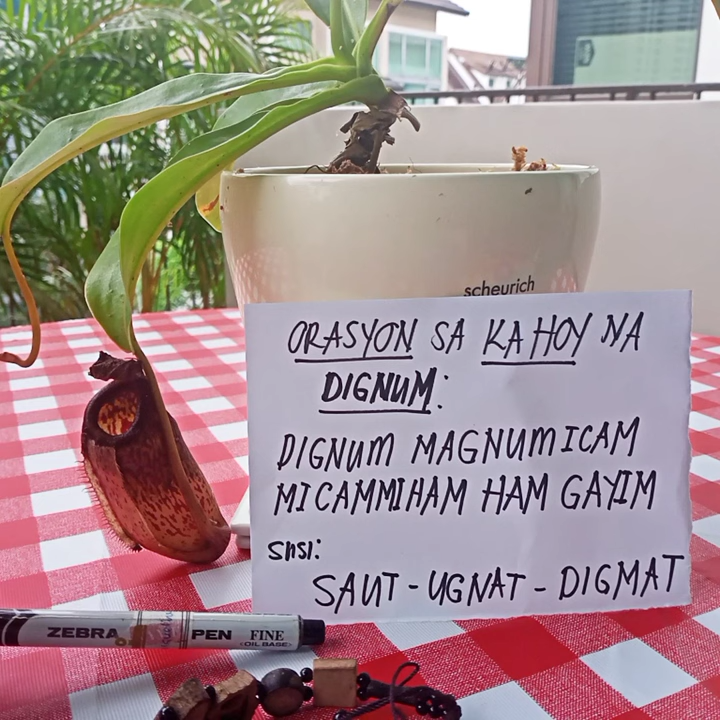 scheurich
ORASYON SA KAHOY NA
DIGNUM:
DIGNUM MAGNUMICAM
MICAMMIHAM HAM GAYIM
SUSI:
SAUT-UGNAT-DIGMAT
ZEBRA PEN FINE
<OIL BASE>